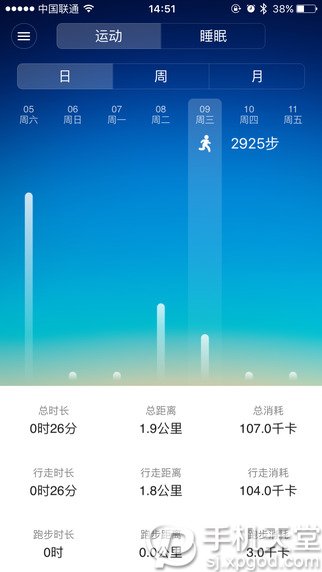 中国联通 14:51 38%
运动 睡眠
日 周 月
05 06 07 08 09 10 11
周六 周日 周一 周二 周三 周四 周五
2925步
总时长 总距离 总消耗
0时26分 1.9公里 107.0千卡
行走时长 行走距离 行走消耗
0时26分 1.8公里 104.0千卡
跑步时长 跑步距离 跑步消耗
0时 0.0公里 3.0千卡
手机天堂
sj.xpgod.com